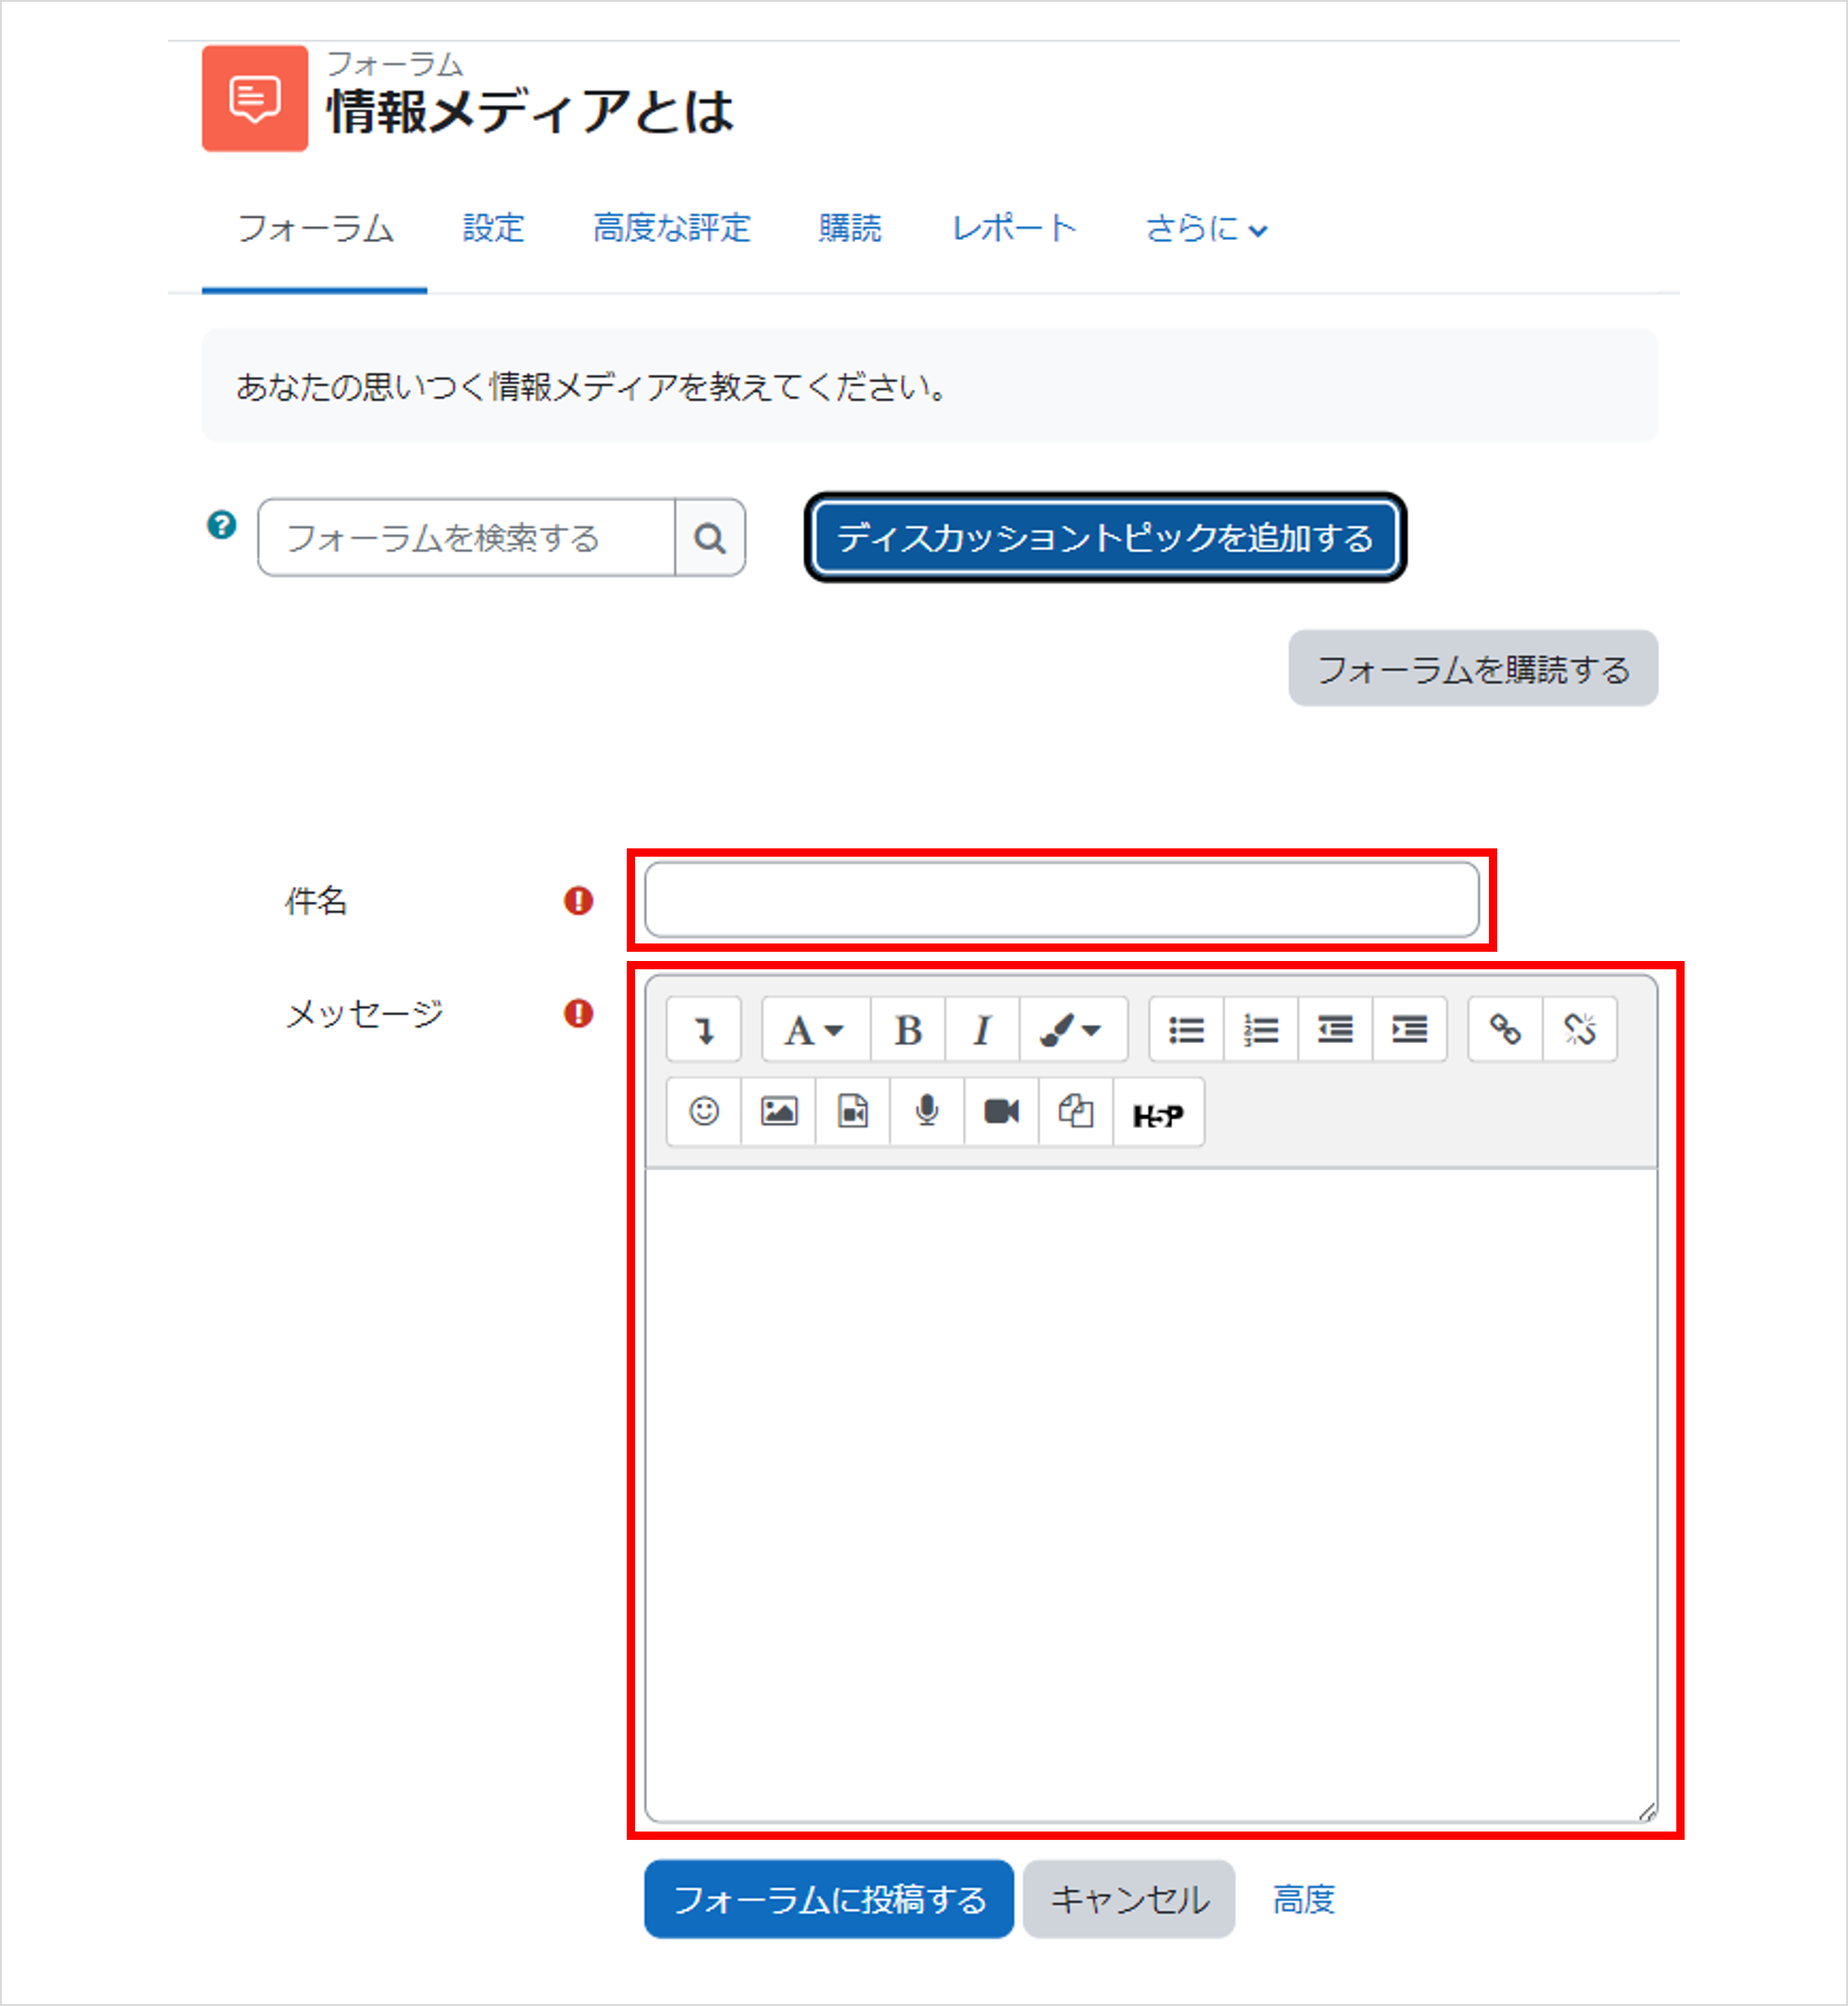 フォーラム
情報メディアとは
フォーラム 設定 高度な評定 購読 レポート さらに
あなたの思いつく情報メディアを教えてください。
フォーラムを検索する ディスカッショントピックを追加する
フォーラムを購読する
件名
メッセージ
A B I
H5P
フォーラムに投稿する キャンセル 高度